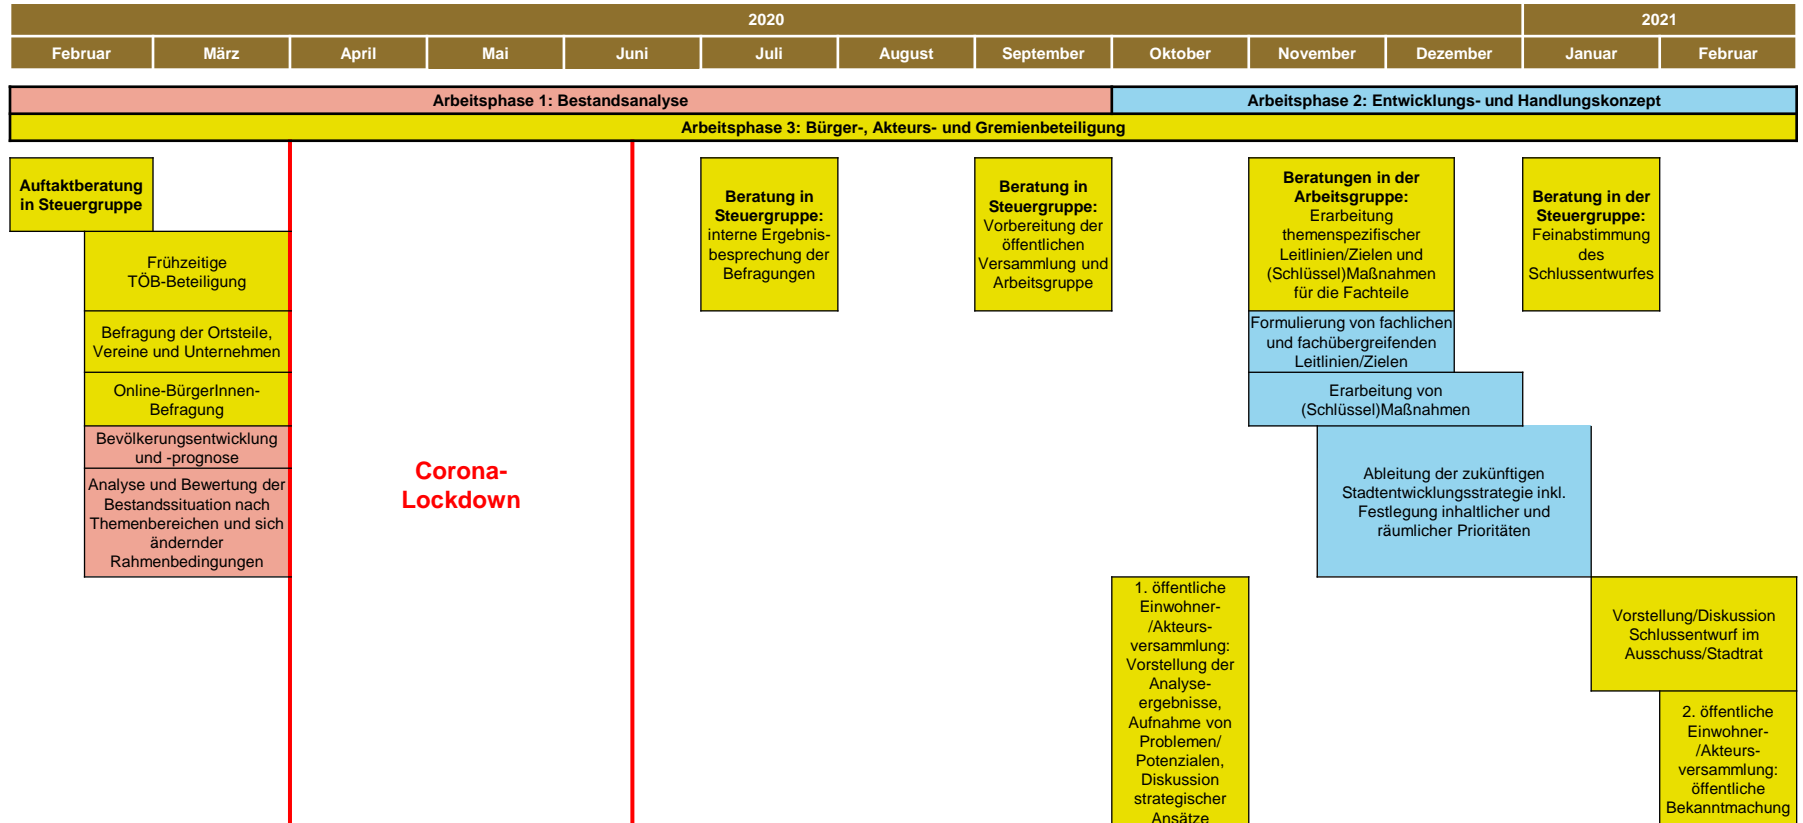 2020
2021
Februar
März
April
Mai
Juni
Juli
August
September
Oktober
November
Dezember
Januar
Februar
Arbeitsphase 1: Bestandsanalyse
Arbeitsphase 2: Entwicklungs- und Handlungskonzept
Arbeitsphase 3: Bürger-, Akteurs- und Gremienbeteiligung
Auftaktberatung
in Steuergruppe
Frühzeitige
TÖB-Beteiligung
Befragung der Ortsteile,
Vereine und Unternehmen
Online-BürgerInnen-
Befragung
Bevölkerungsentwicklung
und -prognose
Analyse und Bewertung der
Bestandssituation nach
Themenbereichen und sich
ändernder
Rahmenbedingungen
Corona-
Lockdown
Beratung in
Steuergruppe:
interne Ergebnis-
besprechung der
Befragungen
Beratung in
Steuergruppe:
Vorbereitung der
öffentlichen
Versammlung und
Arbeitsgruppe
1. öffentliche
Einwohner-
/Akteurs-
versammlung:
Vorstellung der
Analyse-
ergebnisse,
Aufnahme von
Problemen/
Potenzialen,
Diskussion
strategischer
Ansätze
Beratungen in der
Arbeitsgruppe:
Erarbeitung
themenspezifischer
Leitlinien/Zielen und
(Schlüssel)Maßnahmen
für die Fachteile
Formulierung von fachlichen
und fachübergreifenden
Leitlinien/Zielen
Erarbeitung von
(Schlüssel)Maßnahmen
Ableitung der zukünftigen
Stadtentwicklungsstrategie inkl.
Festlegung inhaltlicher und
räumlicher Prioritäten
Beratung in der
Steuergruppe:
Feinabstimmung
des
Schlussentwurfes
Vorstellung/Diskussion
Schlussentwurf im
Ausschuss/Stadtrat
2. öffentliche
Einwohner-
/Akteurs-
versammlung:
öffentliche
Bekanntmachung